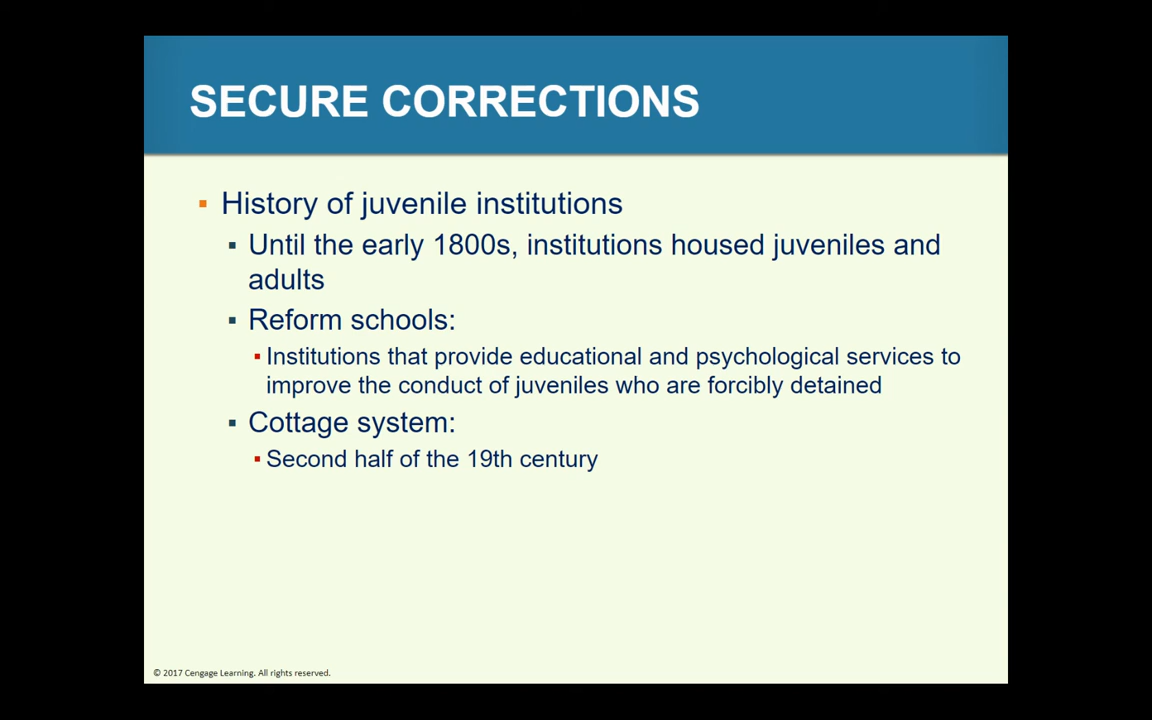 SECURE CORRECTIONS
▪ History of juvenile institutions
▪ Until the early 1800s, institutions housed juveniles and
adults
▪ Reform schools:
▪ Institutions that provide educational and psychological services to
improve the conduct of juveniles who are forcibly detained
▪ Cottage system:
▪ Second half of the 19th century
© 2017 Cengage Learning. All rights reserved.